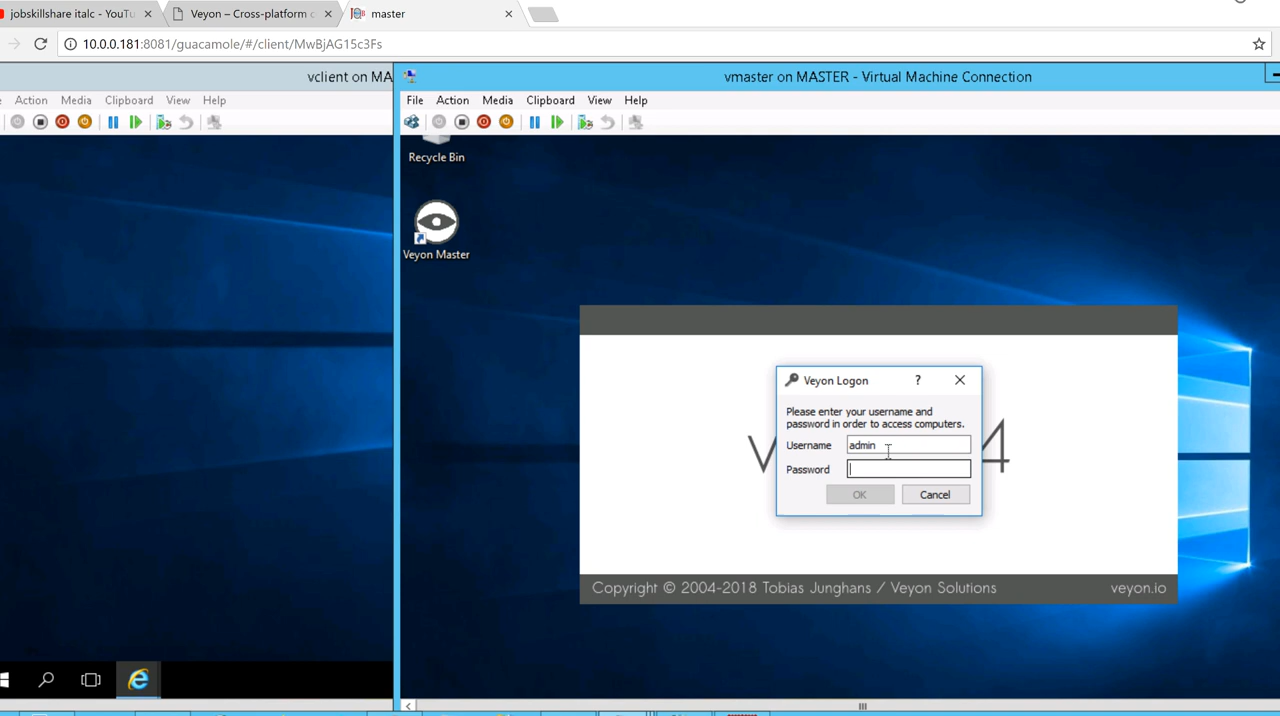 jobskillshare italc - YouTu
Veyon – Cross-platform c
master
10.0.0.181:8081/guacamole/#/client/MwBjAG15c3Fs
vclient on MA
vmaster on MASTER - Virtual Machine Connection
Action Media Clipboard View Help
File Action Media Clipboard View Help
Recycle Bin
Veyon Master
Veyon Logon
Please enter your username and
password in order to access computers.
Username admin
Password
OK Cancel
V 4
Copyright © 2004-2018 Tobias Junghans / Veyon Solutions veyon.io